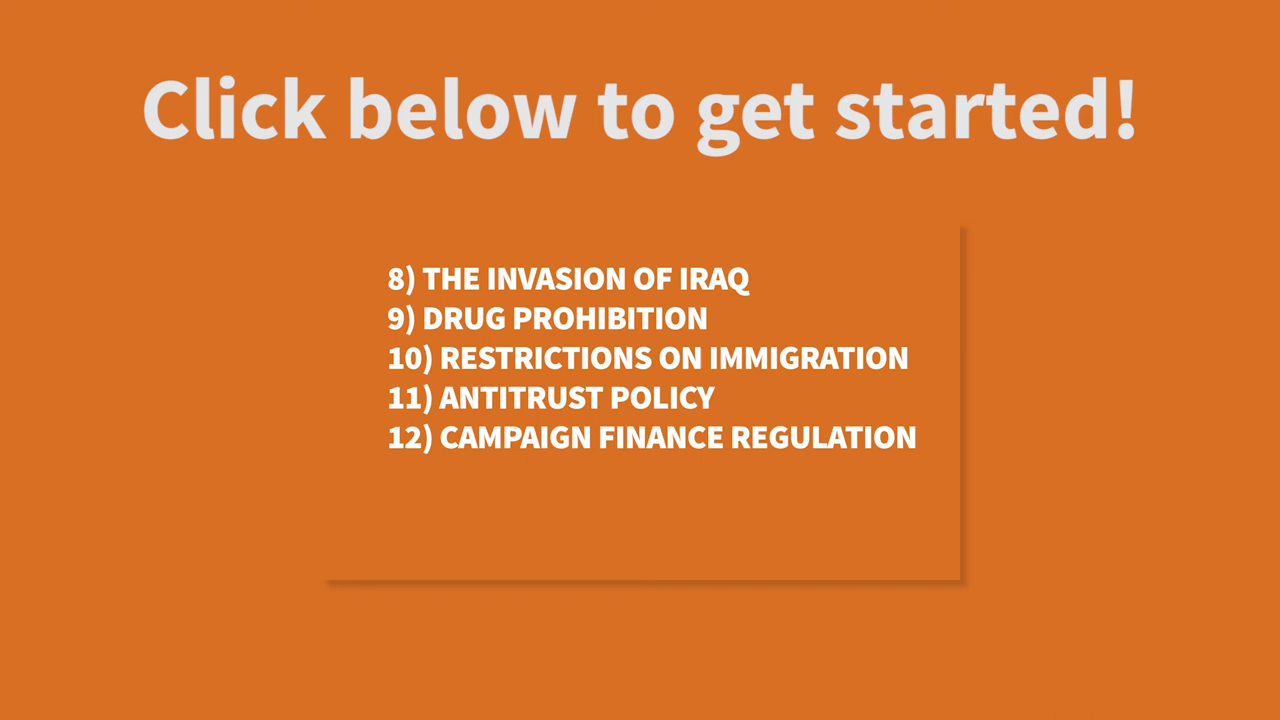 Click below to get started!
8) THE INVASION OF IRAQ
9) DRUG PROHIBITION
10) RESTRICTIONS ON IMMIGRATION
11) ANTITRUST POLICY
12) CAMPAIGN FINANCE REGULATION